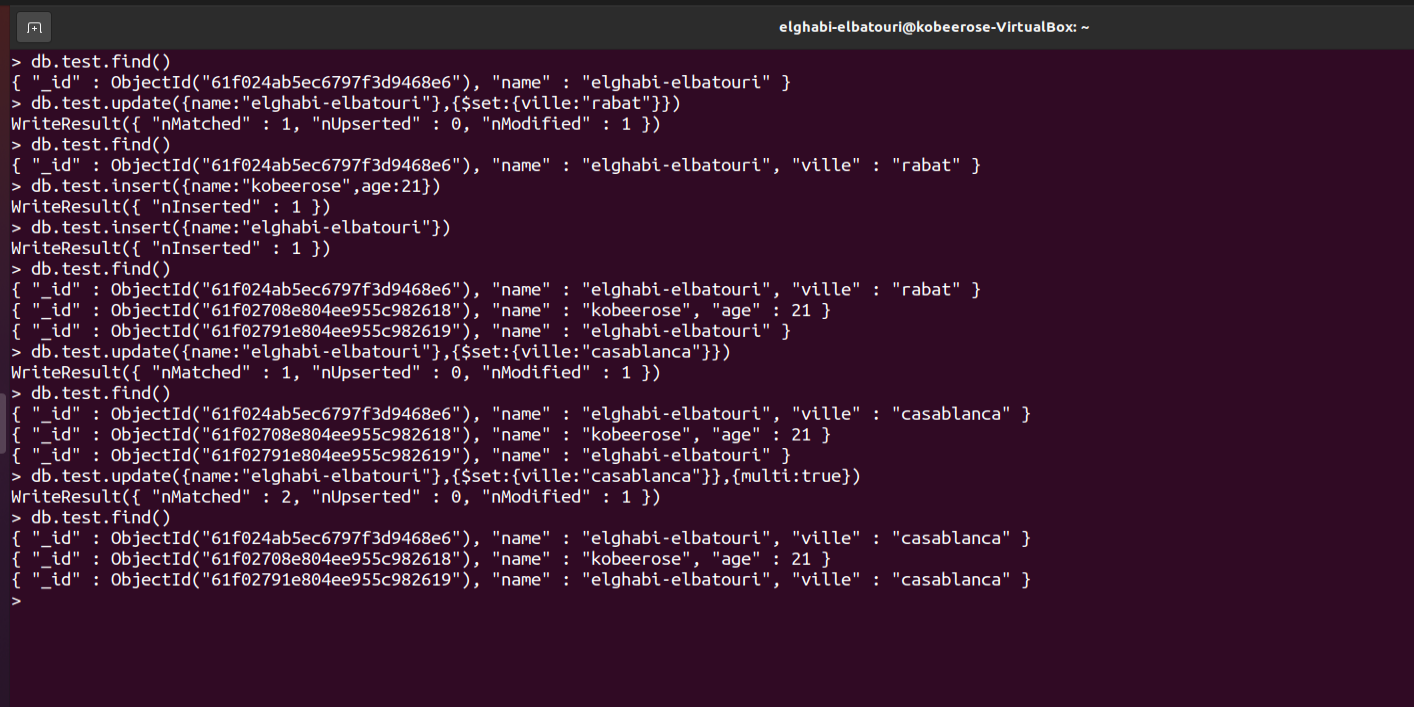 elghabi-elbatouri@kobeerose-VirtualBox: ~
> db.test.find()
{ "_id" : ObjectId("61f024ab5ec6797f3d9468e6"), "name" : "elghabi-elbatouri" }
> db.test.update({name:"elghabi-elbatouri"},{$set:{ville:"rabat"}})
WriteResult({ "nMatched" : 1, "nUpserted" : 0, "nModified" : 1 })
> db.test.find()
{ "_id" : ObjectId("61f024ab5ec6797f3d9468e6"), "name" : "elghabi-elbatouri", "ville" : "rabat" }
> db.test.insert({name:"kobeerose",age:21})
WriteResult({ "nInserted" : 1 })
> db.test.insert({name:"elghabi-elbatouri"})
WriteResult({ "nInserted" : 1 })
> db.test.find()
{ "_id" : ObjectId("61f024ab5ec6797f3d9468e6"), "name" : "elghabi-elbatouri", "ville" : "rabat" }
{ "_id" : ObjectId("61f02708e804ee955c982618"), "name" : "kobeerose", "age" : 21 }
{ "_id" : ObjectId("61f02791e804ee955c982619"), "name" : "elghabi-elbatouri" }
> db.test.update({name:"elghabi-elbatouri"},{$set:{ville:"casablanca"}})
WriteResult({ "nMatched" : 1, "nUpserted" : 0, "nModified" : 1 })
> db.test.find()
{ "_id" : ObjectId("61f024ab5ec6797f3d9468e6"), "name" : "elghabi-elbatouri", "ville" : "casablanca" }
{ "_id" : ObjectId("61f02708e804ee955c982618"), "name" : "kobeerose", "age" : 21 }
{ "_id" : ObjectId("61f02791e804ee955c982619"), "name" : "elghabi-elbatouri" }
> db.test.update({name:"elghabi-elbatouri"},{$set:{ville:"casablanca"}},{multi:true})
WriteResult({ "nMatched" : 2, "nUpserted" : 0, "nModified" : 1 })
> db.test.find()
{ "_id" : ObjectId("61f024ab5ec6797f3d9468e6"), "name" : "elghabi-elbatouri", "ville" : "casablanca" }
{ "_id" : ObjectId("61f02708e804ee955c982618"), "name" : "kobeerose", "age" : 21 }
{ "_id" : ObjectId("61f02791e804ee955c982619"), "name" : "elghabi-elbatouri", "ville" : "casablanca" }
>